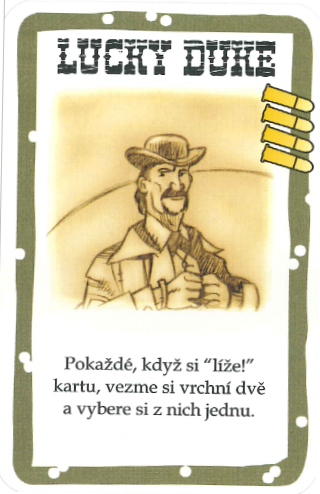 LUCKY DUKE
Pokaždé, když si “líže!”
kartu, vezme si vrchní dvě
a vybere si z nich jednu.